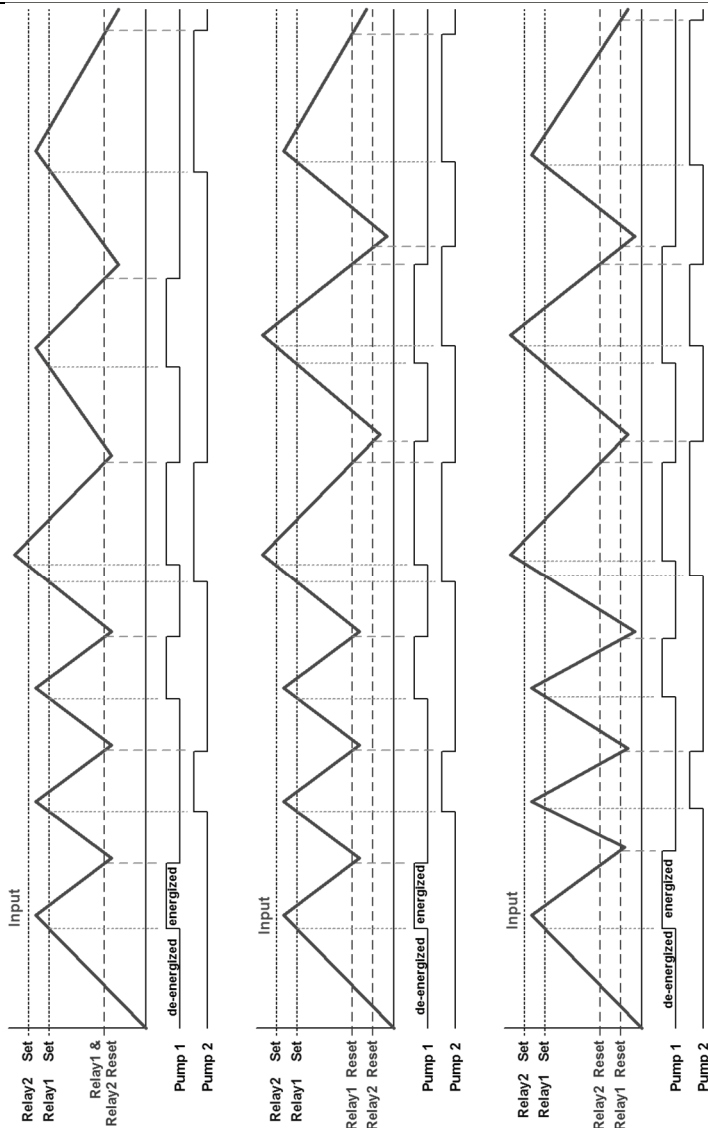 Input
Relay2 Set
Relay1 Set
Relay1 &
Relay2 Reset
Pump 1
Pump 2
de-energized
energized
Input
Relay2 Set
Relay1 Set
Relay1 Reset
Relay2 Reset
Pump 1
Pump 2
de-energized
energized
Input
Relay2 Set
Relay1 Set
Relay2 Reset
Relay1 Reset
Pump 1
Pump 2
de-energized
energized